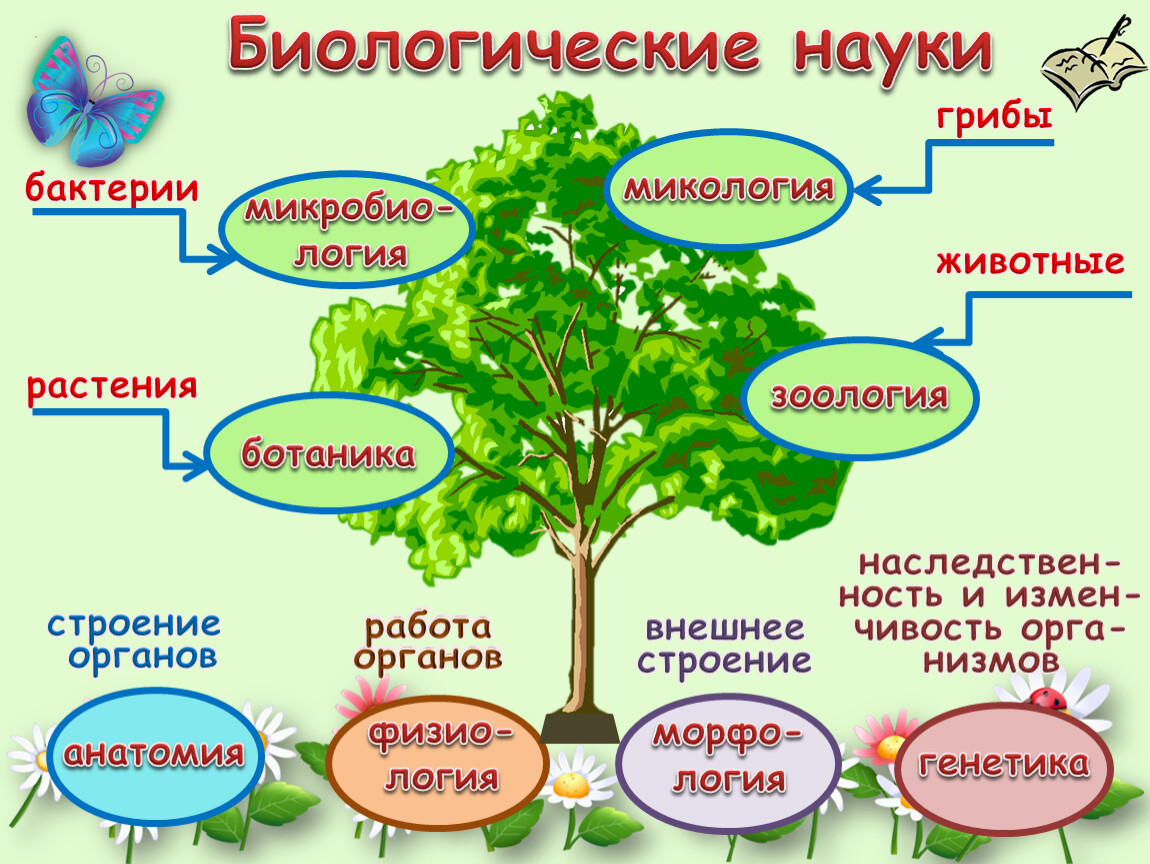 Биологические науки
бактерии
микробио-
логия
грибы
микология
животные
зоология
растения
ботаника
строение
органов
анатомия
работа
органов
физио-
логия
внешнее
строение
морфо-
логия
наследствен-
ность и измен-
чивость орга-
низмов
генетика